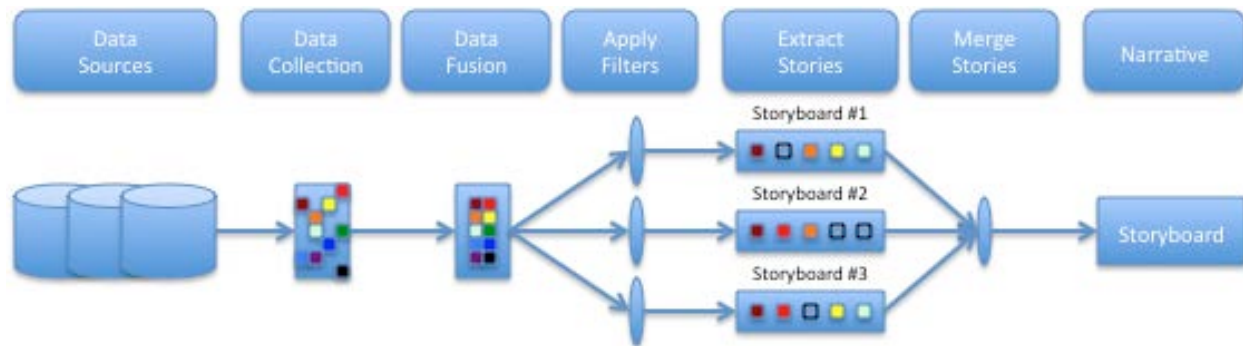 Data
Sources
Data
Collection
Data
Fusion
Apply
Filters
Extract
Stories
Merge
Stories
Narrative
Storyboard #1
Storyboard #2
Storyboard #3
Storyboard